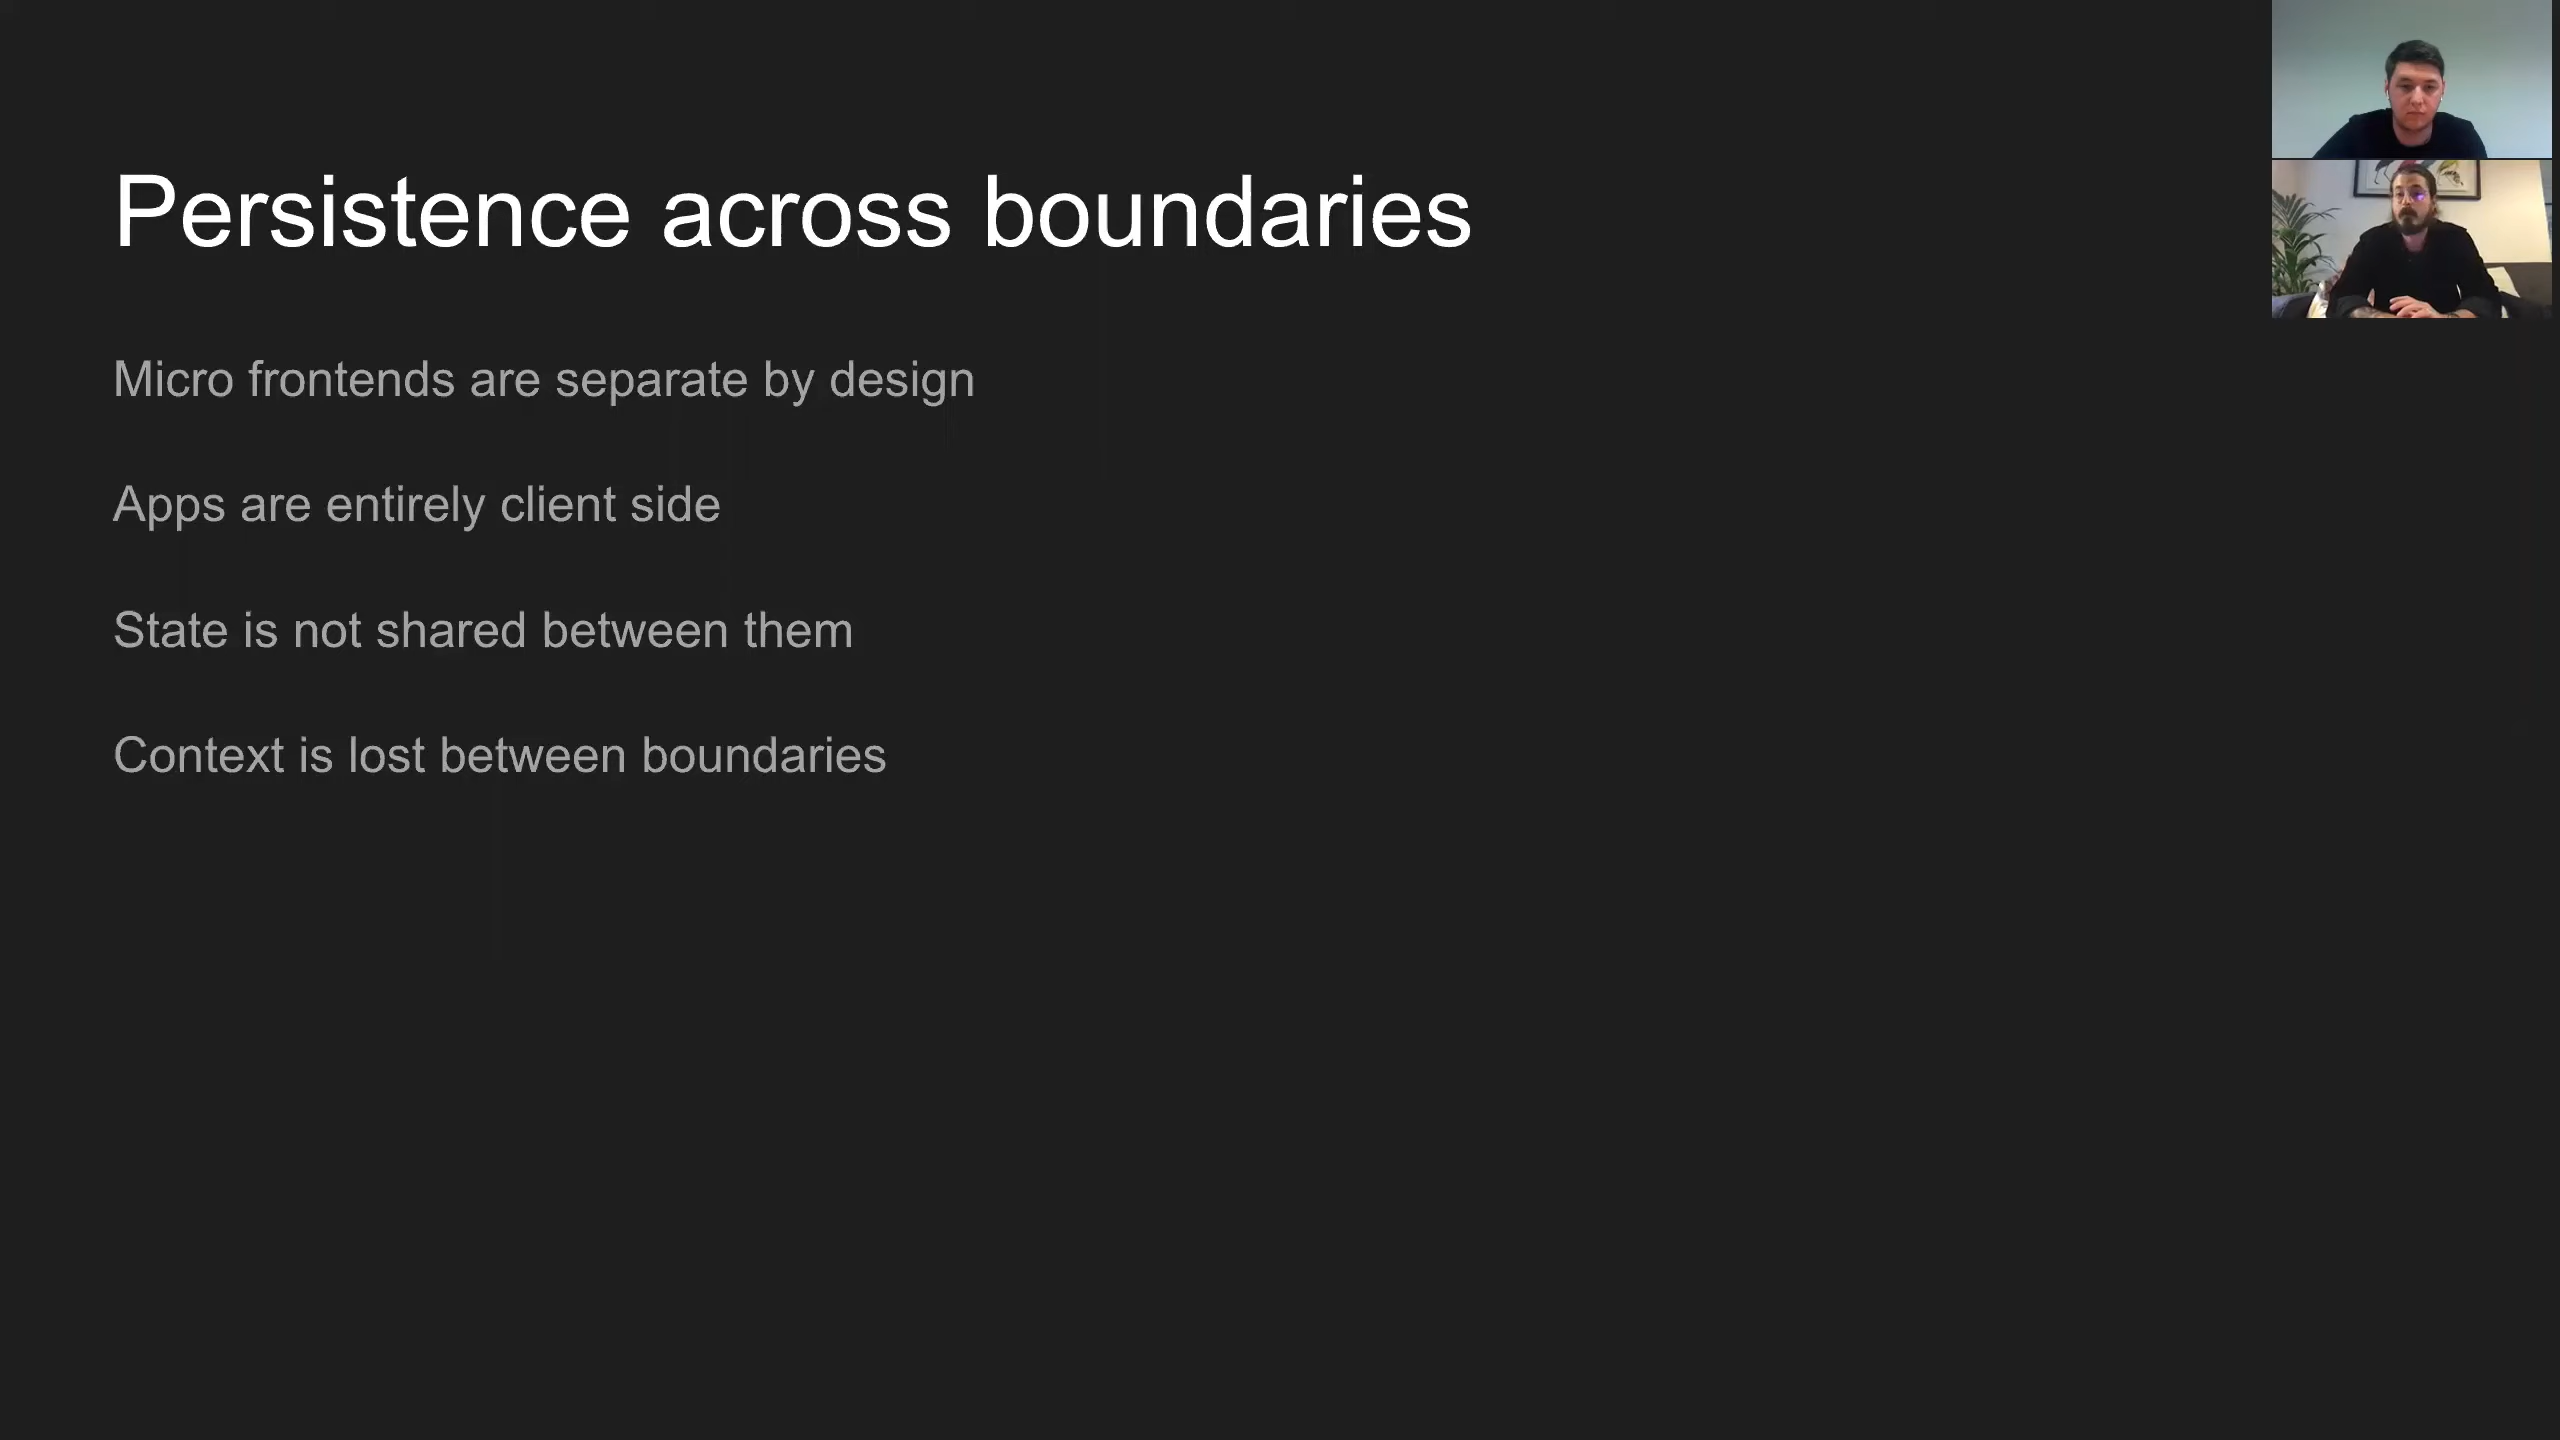 Persistence across boundaries
Micro frontends are separate by design
Apps are entirely client side
State is not shared between them
Context is lost between boundaries